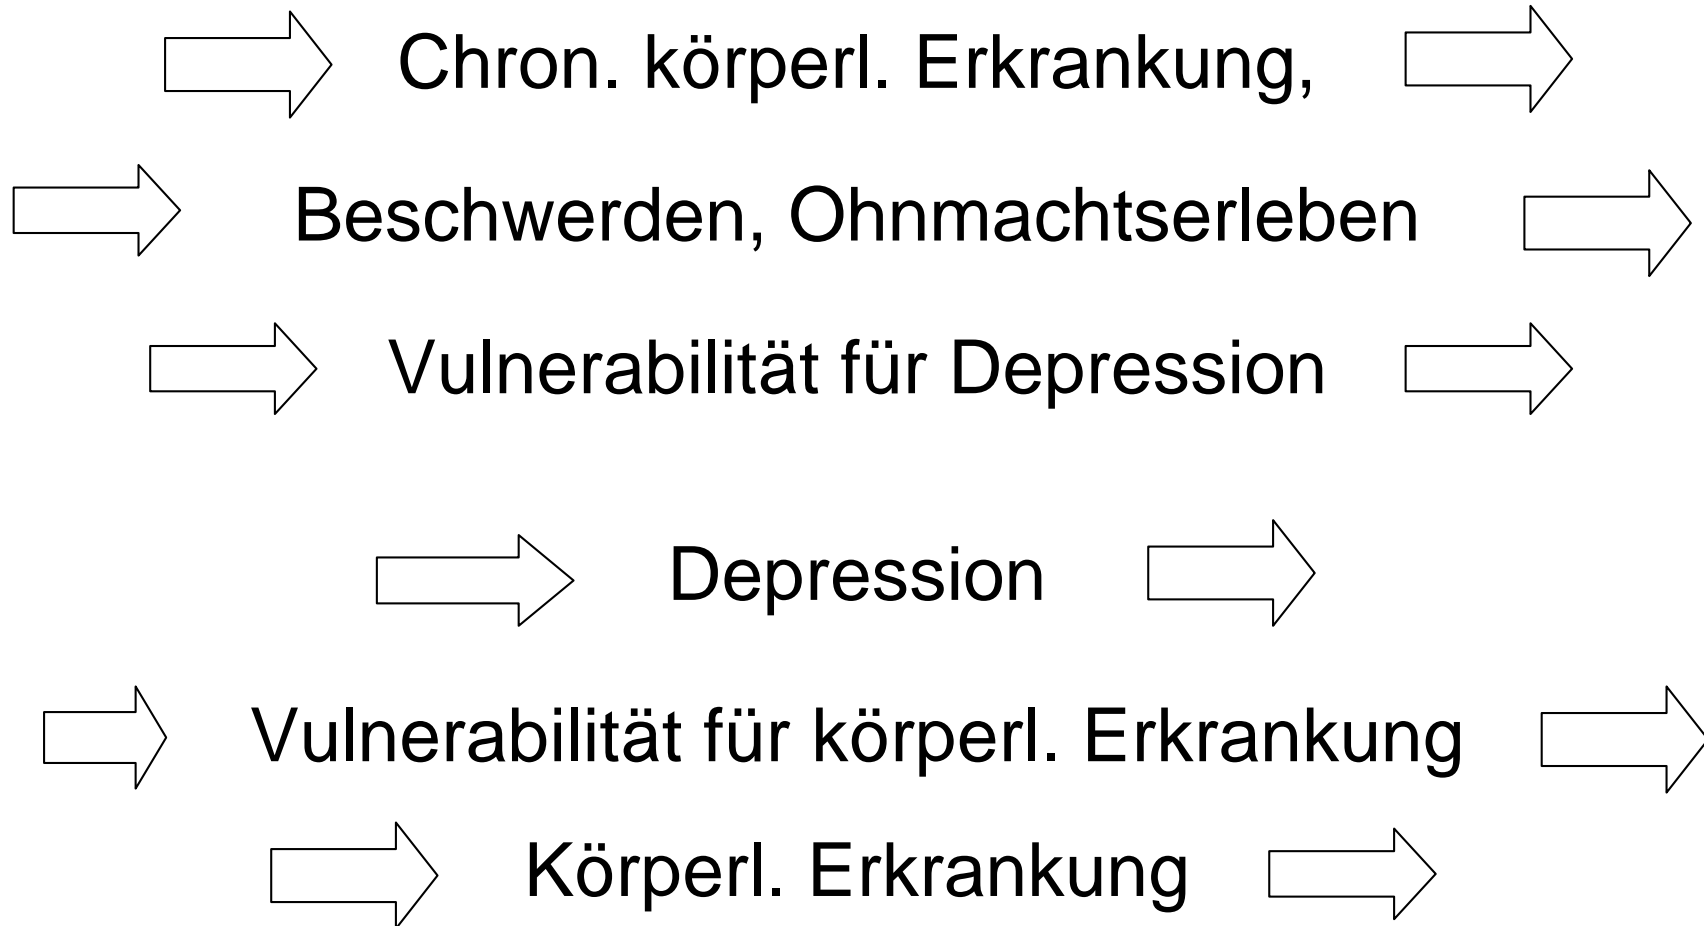 Chron. körperl. Erkrankung,
Beschwerden, Ohnmachtserleben
Vulnerabilität für Depression
Depression
Vulnerabilität für körperl. Erkrankung
Körperl. Erkrankung